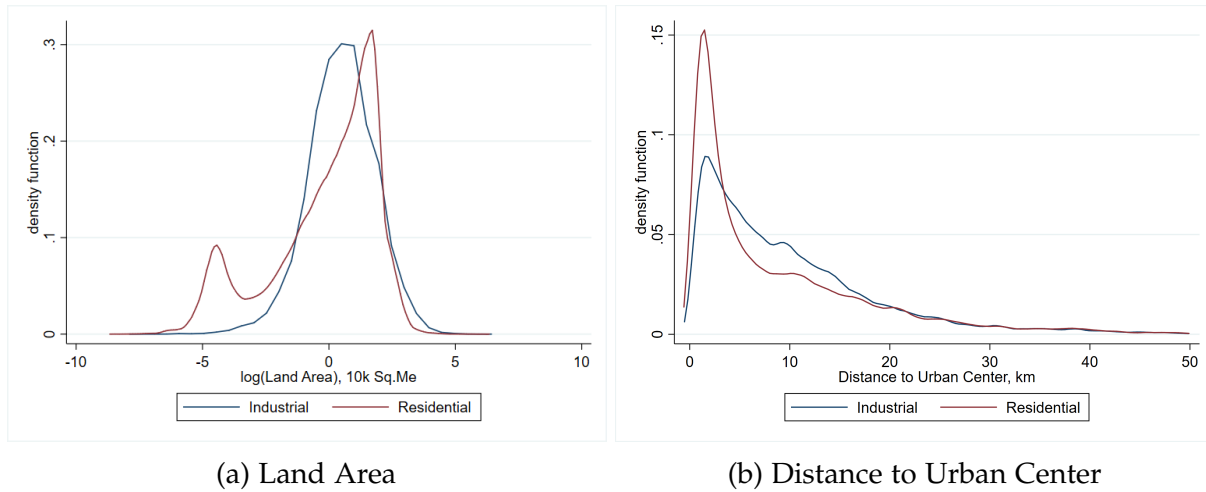 density function
.3
.2
.1
0
-10 -5 0 5 10
log(Land Area), 10k Sq.Me
Industrial Residential
(a) Land Area
density function
.15
.1
.05
0
0 10 20 30 40 50
Distance to Urban Center, km
Industrial Residential
(b) Distance to Urban Center